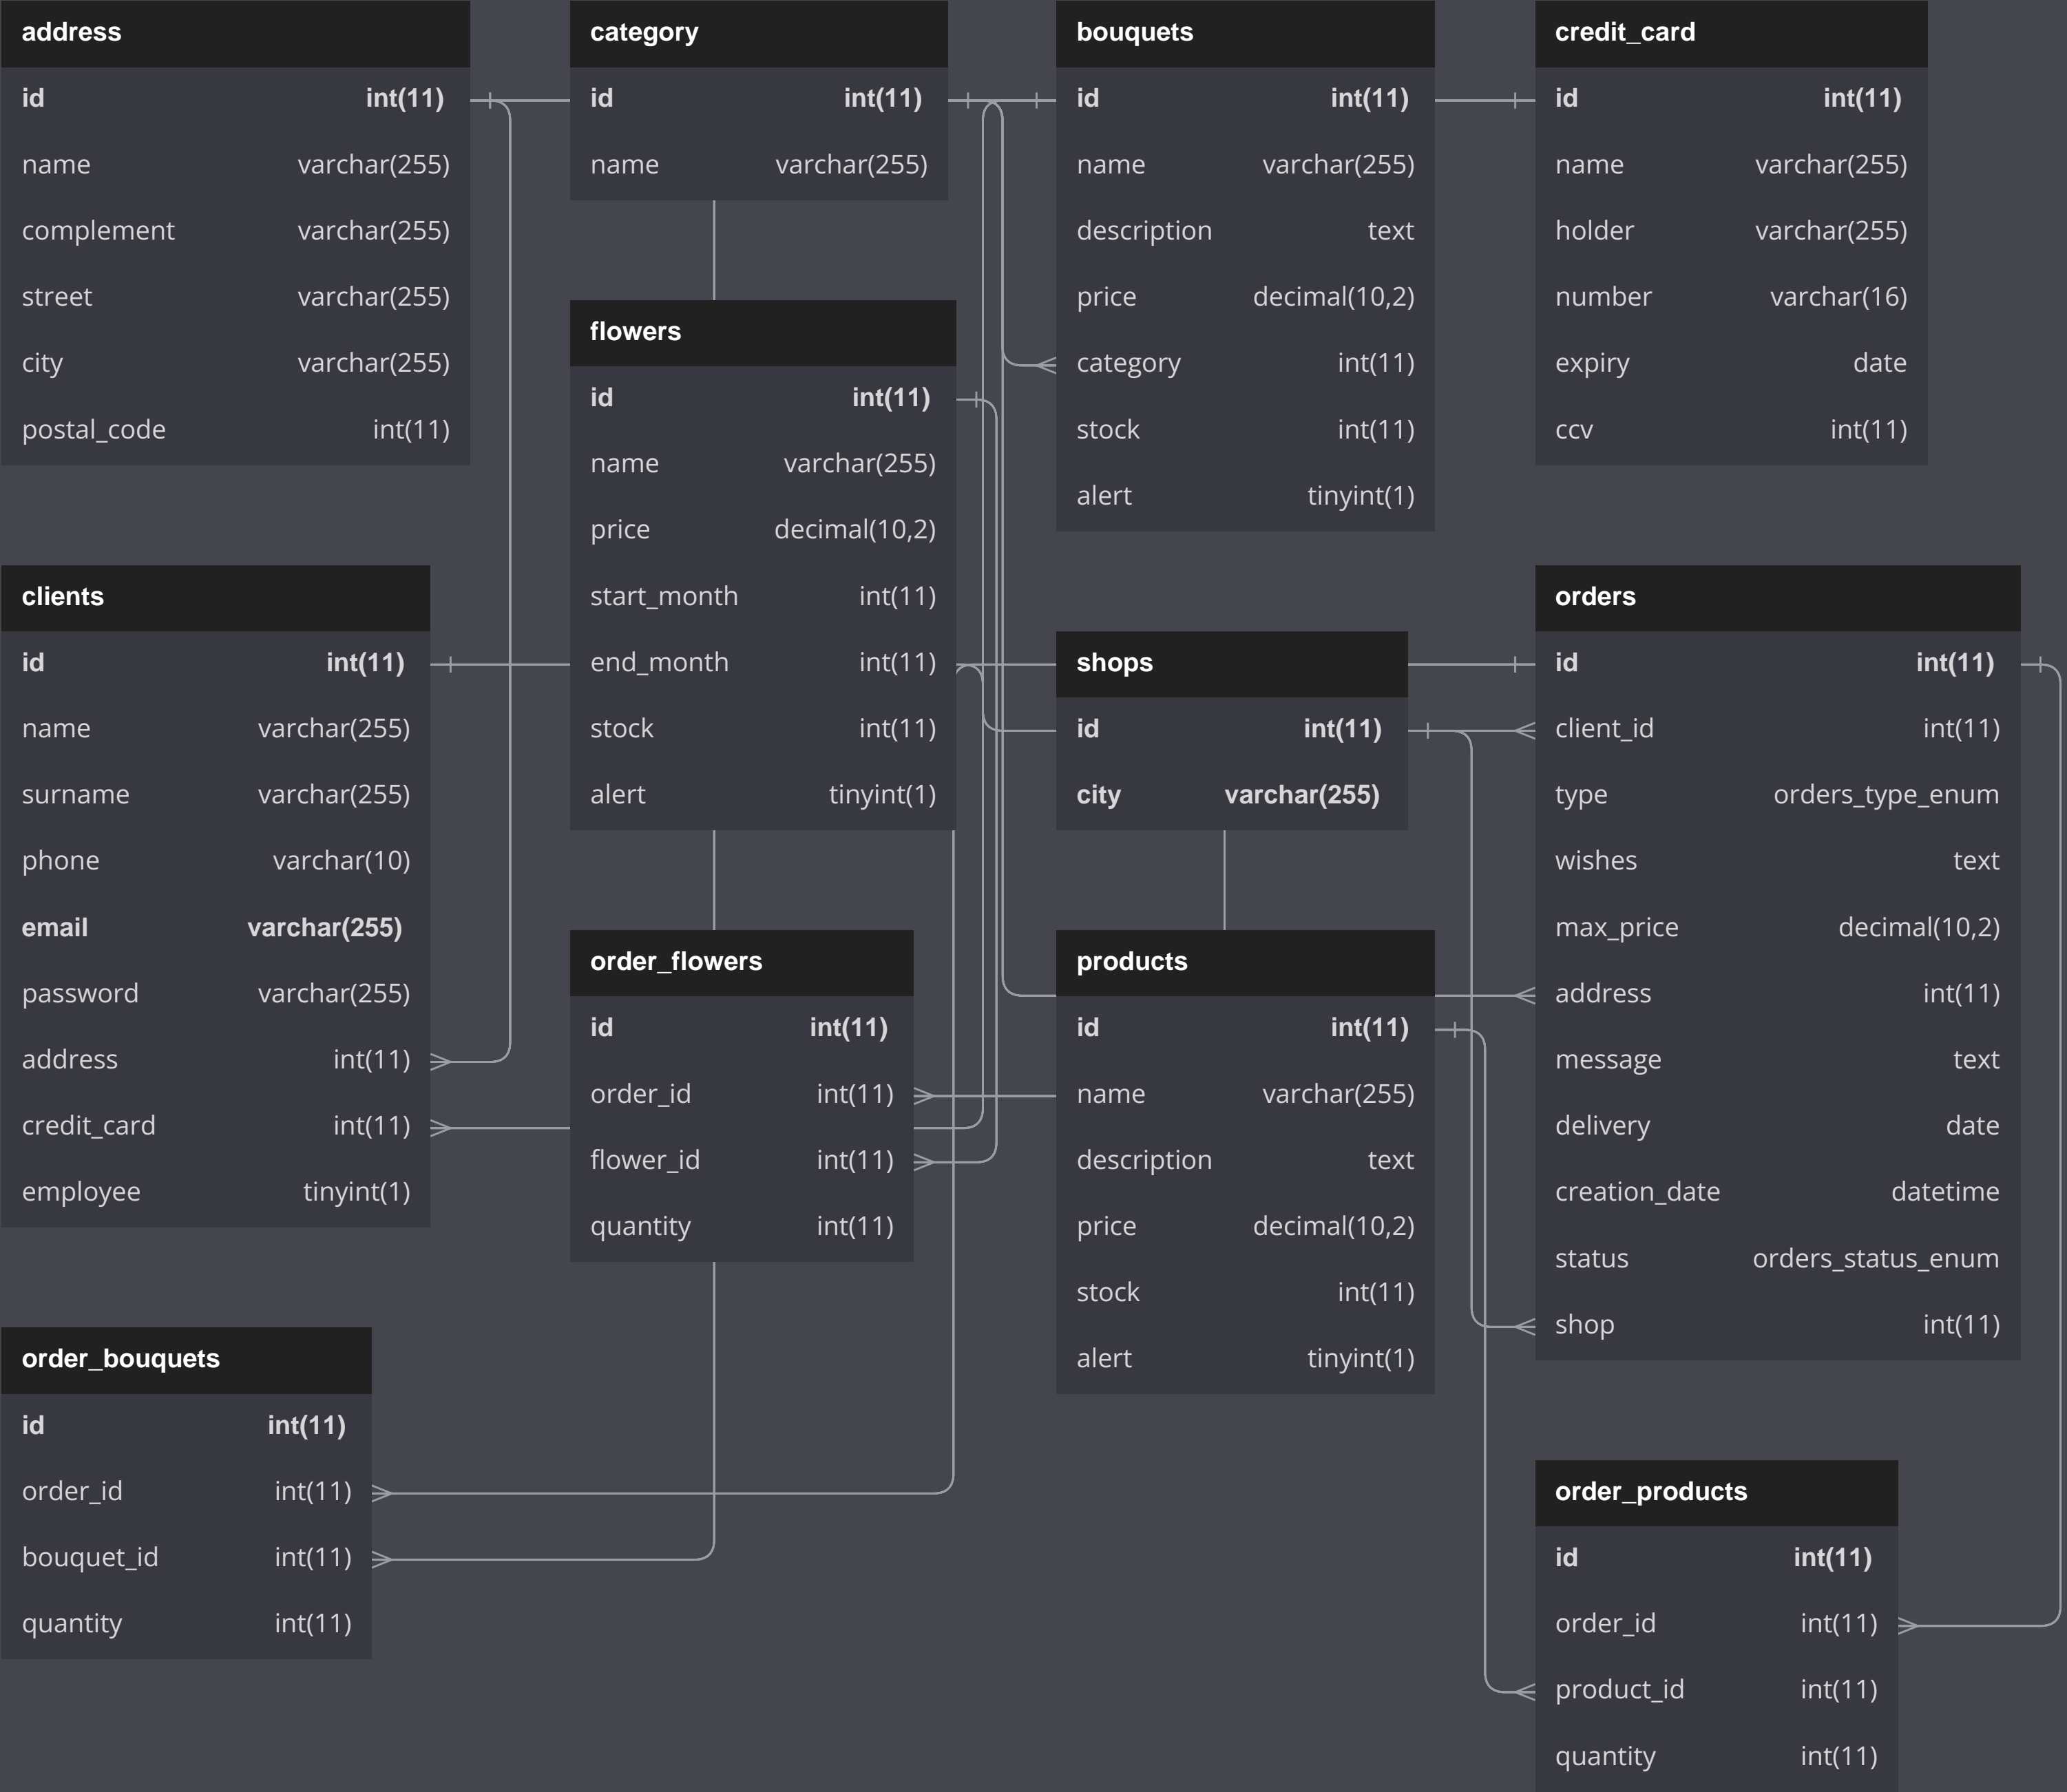 address
id int(11)
name varchar(255)
complement varchar(255)
street varchar(255)
city varchar(255)
postal_code int(11)
category
id int(11)
name varchar(255)
bouquets
id int(11)
name varchar(255)
description text
price decimal(10,2)
category int(11)
stock int(11)
alert tinyint(1)
credit_card
id int(11)
name varchar(255)
holder varchar(255)
number varchar(16)
expiry date
ccv int(11)
flowers
id int(11)
name varchar(255)
price decimal(10,2)
start_month int(11)
end_month int(11)
stock int(11)
alert tinyint(1)
clients
id int(11)
name varchar(255)
surname varchar(255)
phone varchar(10)
email varchar(255)
password varchar(255)
address int(11)
credit_card int(11)
employee tinyint(1)
shops
id int(11)
city varchar(255)
orders
id int(11)
client_id int(11)
type orders_type_enum
wishes text
max_price decimal(10,2)
address int(11)
message text
delivery date
creation_date datetime
status orders_status_enum
shop int(11)
order_flowers
id int(11)
order_id int(11)
flower_id int(11)
quantity int(11)
products
id int(11)
name varchar(255)
description text
price decimal(10,2)
stock int(11)
alert tinyint(1)
order_bouquets
id int(11)
order_id int(11)
bouquet_id int(11)
quantity int(11)
order_products
id int(11)
order_id int(11)
product_id int(11)
quantity int(11)